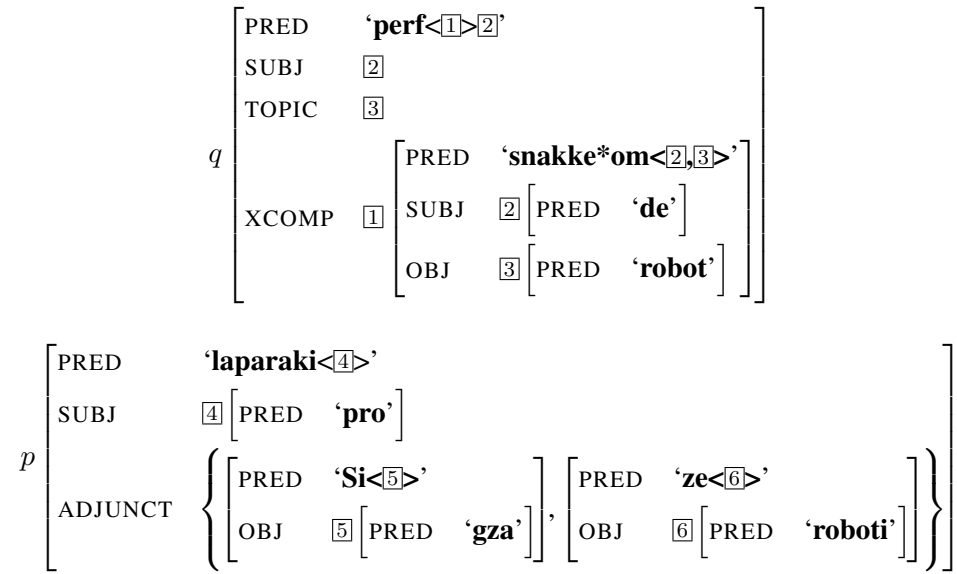 PRED ‘perf<1>2’
SUBJ 2
TOPIC 3
q
XCOMP 1
PRED ‘snakke*om<2,3>’
SUBJ 2 [PRED ‘de’]
OBJ 3 [PRED ‘robot’]
PRED ‘laparaki<4>’
SUBJ 4 [PRED ‘pro’]
p
ADJUNCT
PRED ‘Si<5>’
OBJ 5 [PRED ‘gza’]
,
PRED ‘ze<6>’
OBJ 6 [PRED ‘roboti’]